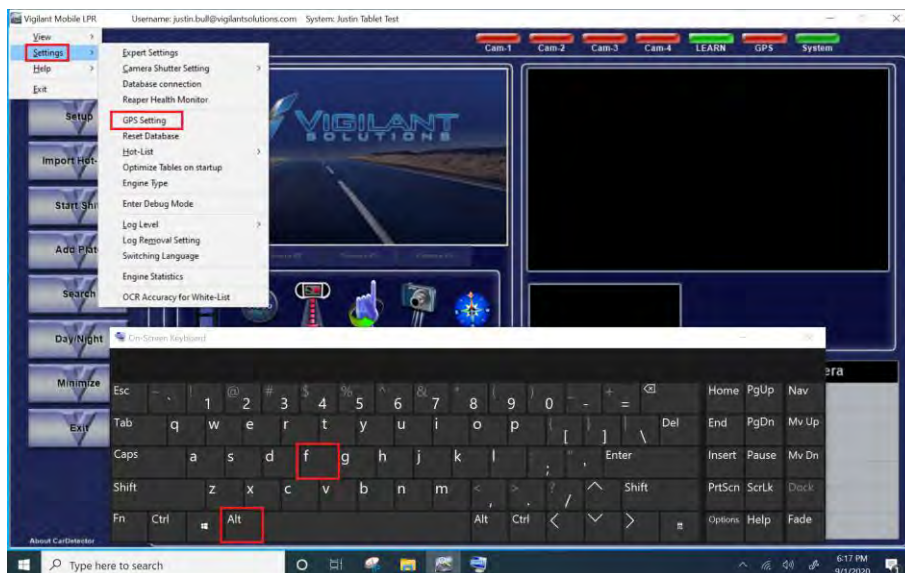 Vigilant Mobile LPR Username: justin.bull@vigilantsolutions.com System: Justin Tablet Test
View
Settings
Help
Exit
Expert Settings
Camera Shutter Setting
Database connection
Reaper Health Monitor
GPS Setting
Reset Database
Hot-List
Optimize Tables on startup
Engine Type
Enter Debug Mode
Log Level
Log Removal Setting
Switching Language
Engine Statistics
OCR Accuracy for White-List
Cam-1 Cam-2 Cam-3 Cam-4 LEARN GPS System
VIGILANT
SOLUTIONS
Setup
Import Hot-
Start Shi
Add Plat
Search
Day/Night
Minimize
Exit
About CarDetector
era
On-Screen Keyboard
Esc ~ ` ! 1 @ 2 # 3 $ 4 % 5 ^ 6 & 7 * 8 ( 9 ) 0 _ - + = Home PgUp Nav
Tab q w e r t y u i o p { [ } ] | \ Del End PgDn Mv Up
Caps a s d f g h j k l : ; " ' Enter Insert Pause Mv Dn
Shift z x c v b n m < , > . ? / Shift PrtScn ScrLk Dock
Fn Ctrl Alt Alt Ctrl Options Help Fade
Type here to search
6:17 PM
9/1/2020